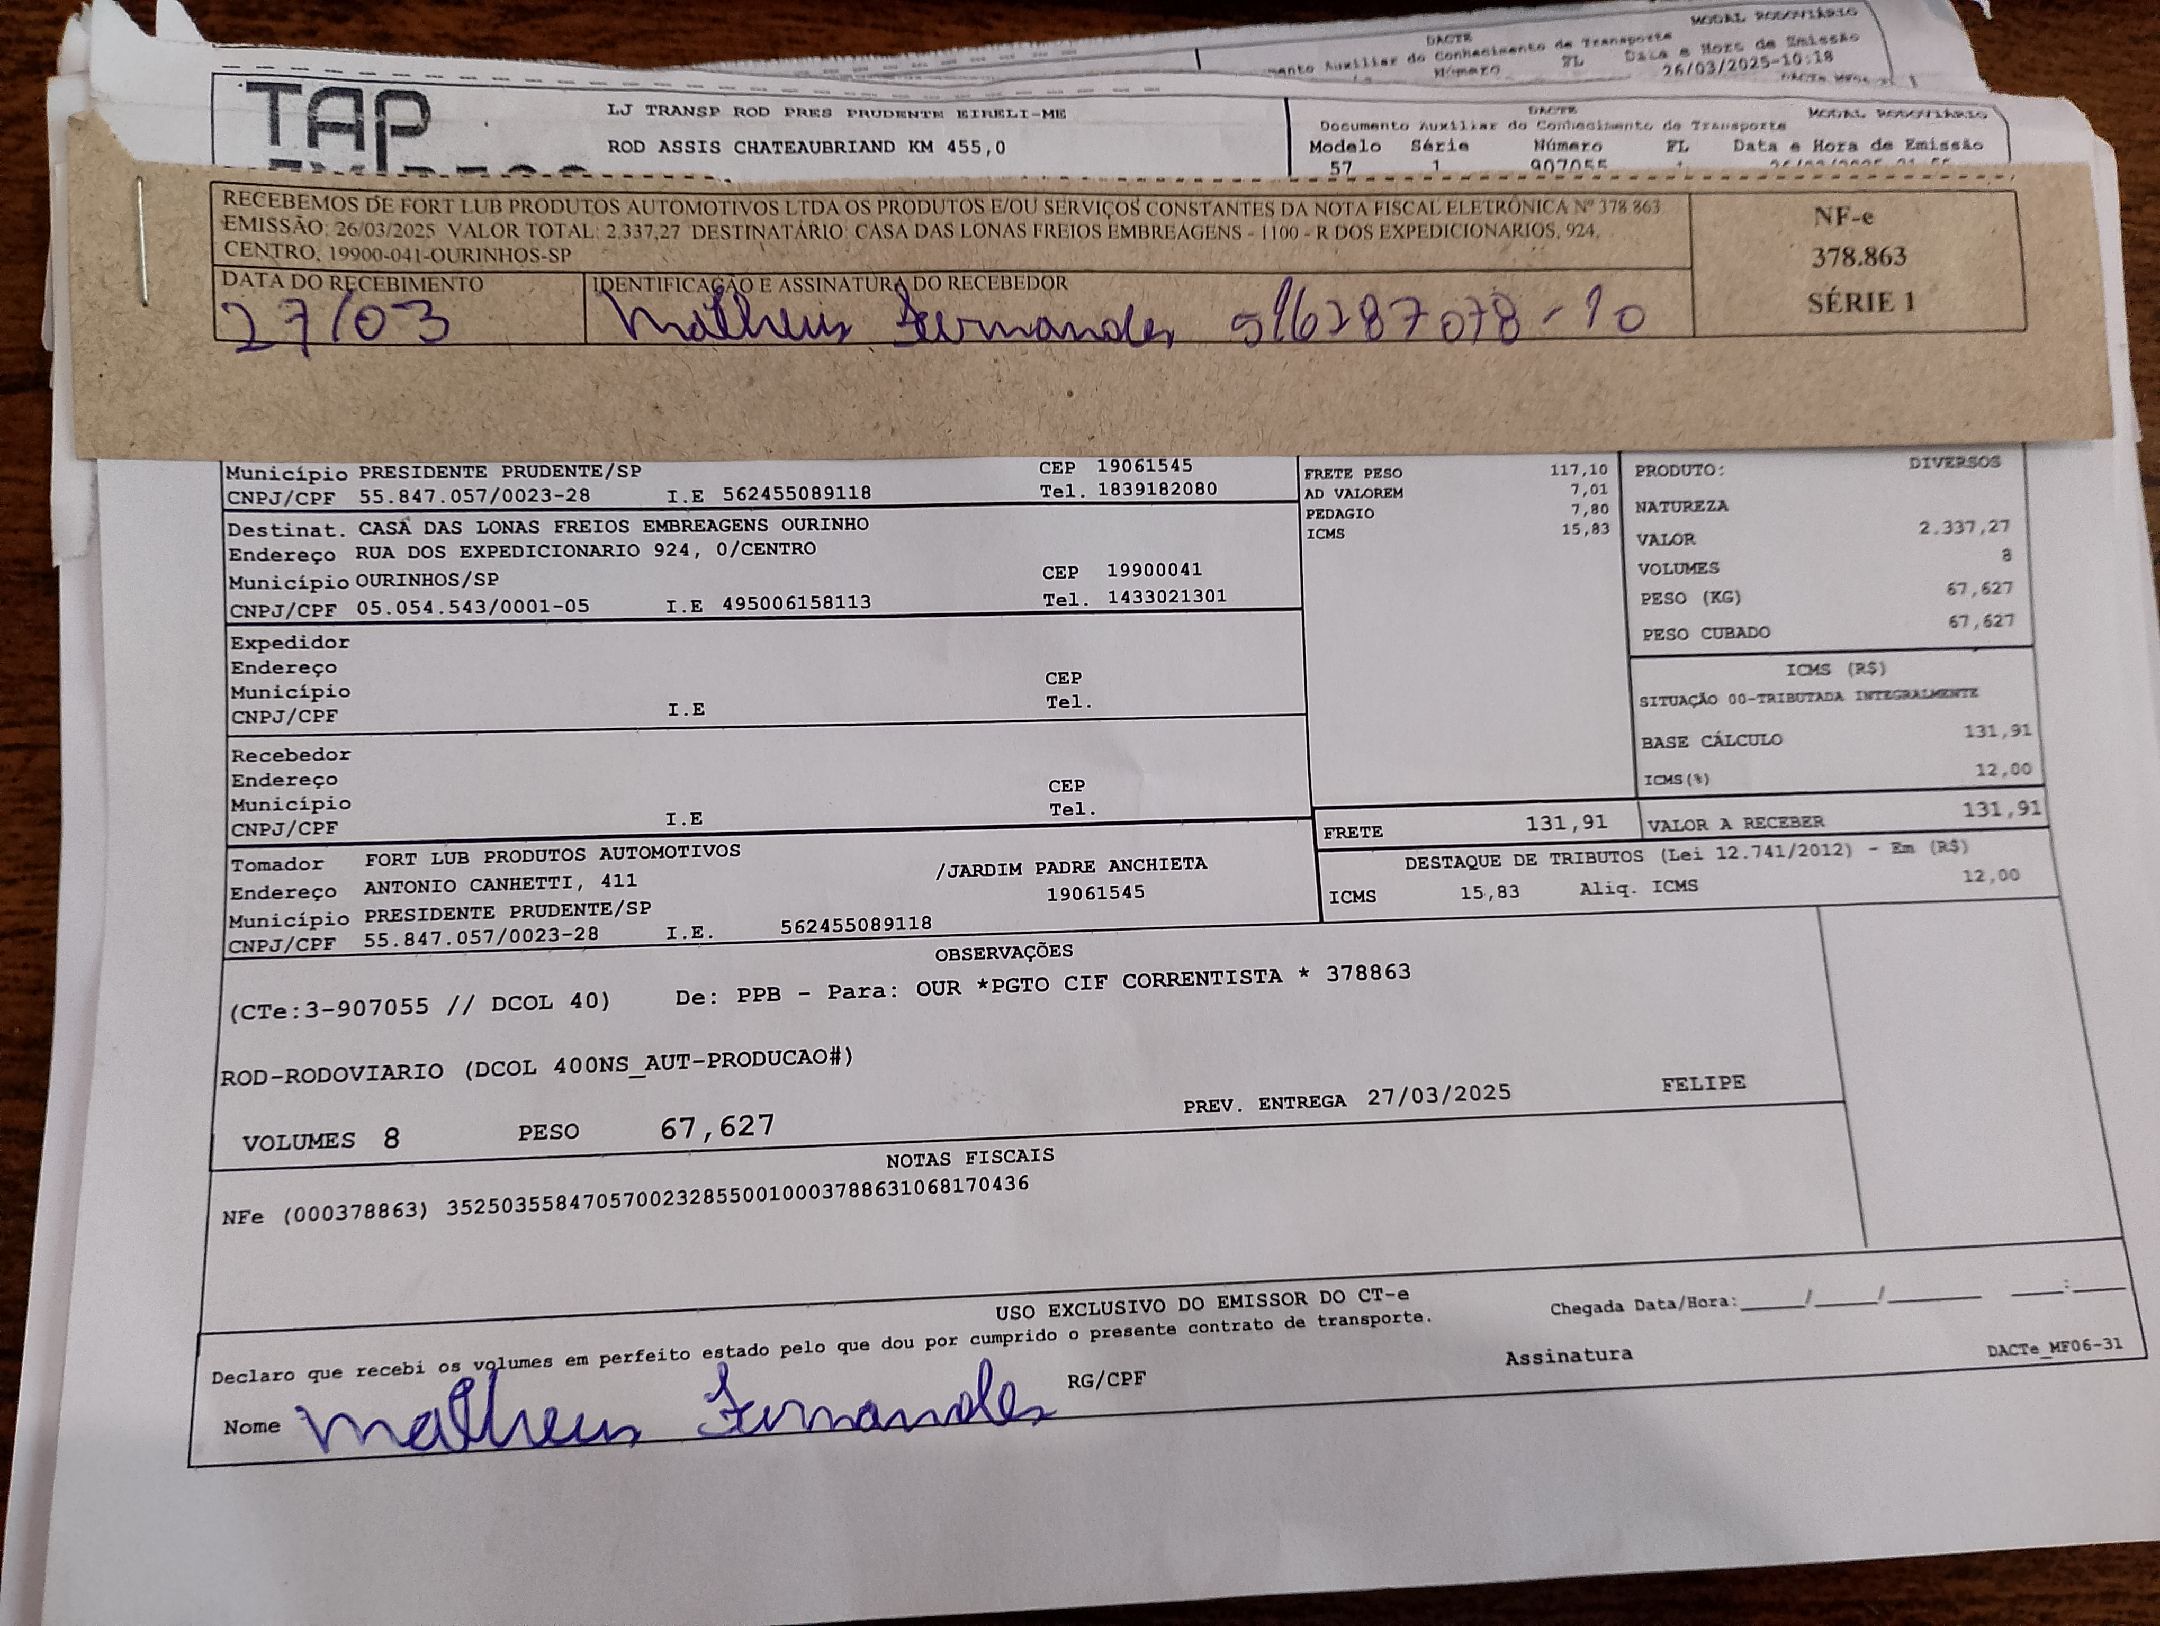 MODAL RODOVIÁRIO
DACTE
Auxiliar do Conhecimento de Transporte
Número FL Data e Hora de Emissão
26/03/2025-10:18
TAP
LJ TRANSP ROD PRES PRUDENTE EIRELI-ME
ROD ASSIS CHATEAUBRIAND KM 455,0
DACTE MODAL RODOVIÁRIO
Documento Auxiliar do Conhecimento de Transporte
Modelo Série Número FL Data e Hora de Emissão
57 1 907055
RECEBEMOS DE FORT LUB PRODUTOS AUTOMOTIVOS LTDA OS PRODUTOS E/OU SERVIÇOS CONSTANTES DA NOTA FISCAL ELETRÔNICA Nº 378.863
EMISSÃO: 26/03/2025 VALOR TOTAL: 2.337,27 DESTINATÁRIO: CASA DAS LONAS FREIOS EMBREAGENS - 1100 - R DOS EXPEDICIONARIOS, 924,
CENTRO, 19900-041-OURINHOS-SP
DATA DO RECEBIMENTO
27/03
IDENTIFICAÇÃO E ASSINATURA DO RECEBEDOR
Matheus Fernandes 516287078-10
NF-e
378.863
SÉRIE 1
Município PRESIDENTE PRUDENTE/SP CEP 19061545
CNPJ/CPF 55.847.057/0023-28 I.E 562455089118 Tel. 1839182080
Destinat. CASA DAS LONAS FREIOS EMBREAGENS OURINHO
Endereço RUA DOS EXPEDICIONARIO 924, 0/CENTRO
Município OURINHOS/SP CEP 19900041
CNPJ/CPF 05.054.543/0001-05 I.E 495006158113 Tel. 1433021301
Expedidor
Endereço
Município CEP
CNPJ/CPF I.E Tel.
Recebedor
Endereço
Município CEP
CNPJ/CPF I.E Tel.
Tomador FORT LUB PRODUTOS AUTOMOTIVOS
Endereço ANTONIO CANHETTI, 411 /JARDIM PADRE ANCHIETA
Município PRESIDENTE PRUDENTE/SP 19061545
CNPJ/CPF 55.847.057/0023-28 I.E. 562455089118
FRETE PESO 117,10
AD VALOREM 7,01
PEDAGIO 7,80
ICMS 15,83
PRODUTO: DIVERSOS
NATUREZA
VALOR 2.337,27
VOLUMES 8
PESO (KG) 67,627
PESO CUBADO 67,627
ICMS (R$)
SITUAÇÃO 00-TRIBUTADA INTEGRALMENTE
BASE CÁLCULO 131,91
ICMS(%) 12,00
FRETE 131,91 VALOR A RECEBER 131,91
DESTAQUE DE TRIBUTOS (Lei 12.741/2012) - Em (R$)
ICMS 15,83 Aliq. ICMS 12,00
OBSERVAÇÕES
(CTe:3-907055 // DCOL 40) De: PPB - Para: OUR *PGTO CIF CORRENTISTA * 378863
ROD-RODOVIARIO (DCOL 400NS_AUT-PRODUCAO#)
VOLUMES 8 PESO 67,627 PREV. ENTREGA 27/03/2025 FELIPE
NOTAS FISCAIS
NFe (000378863) 35250355847057002328550010003788631068170436
USO EXCLUSIVO DO EMISSOR DO CT-e
Declaro que recebi os volumes em perfeito estado pelo que dou por cumprido o presente contrato de transporte.
Chegada Data/Hora:_____/_____/________ ____:____
Nome Matheus Fernandes RG/CPF Assinatura
DACTe_MF06-31